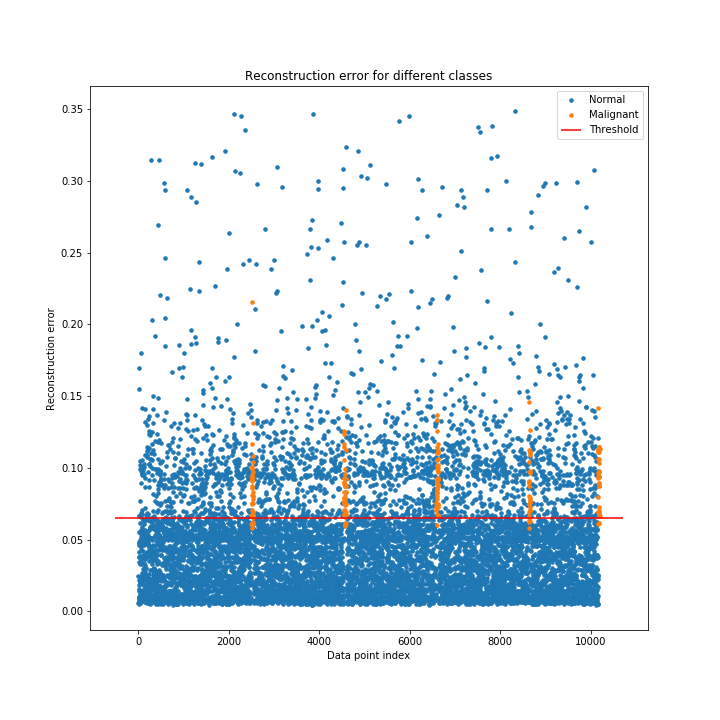 Reconstruction error for different classes
Normal
Malignant
Threshold
Reconstruction error
0.35
0.30
0.25
0.20
0.15
0.10
0.05
0.00
0 2000 4000 6000 8000 10000
Data point index